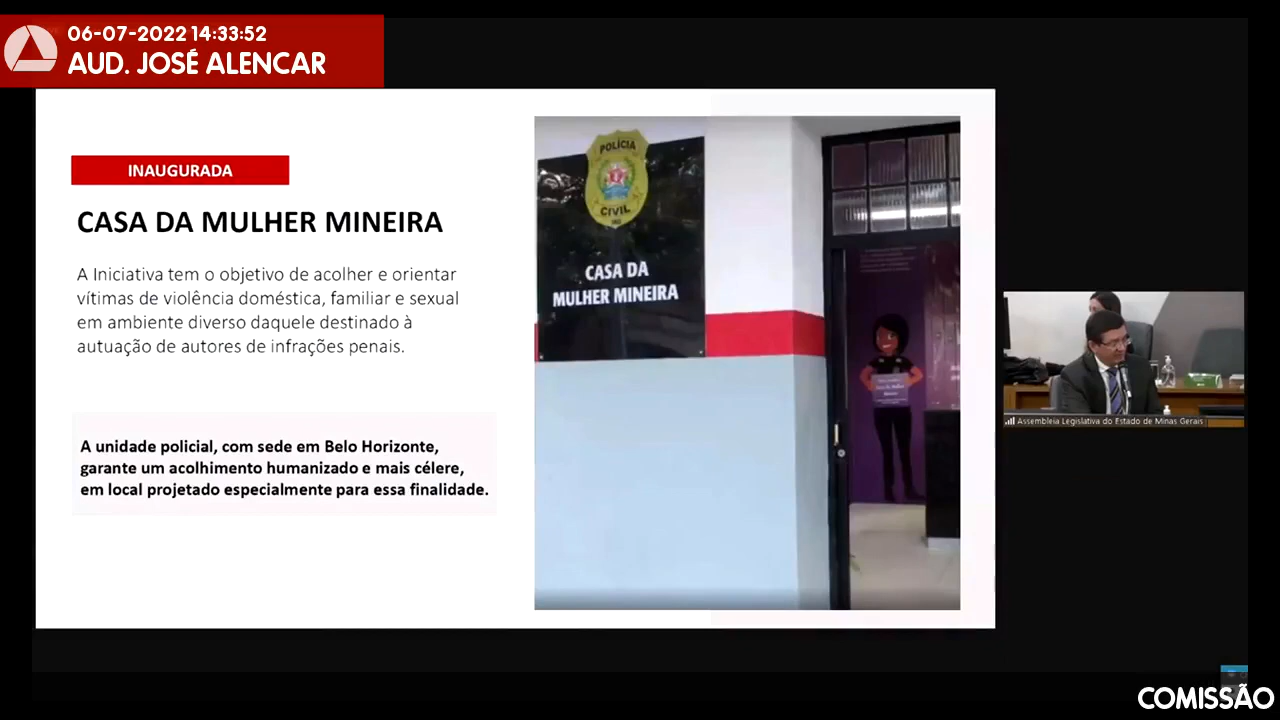 06-07-2022 14:33:52
AUD. JOSÉ ALENCAR
INAUGURADA
CASA DA MULHER MINEIRA
A Iniciativa tem o objetivo de acolher e orientar
vítimas de violência doméstica, familiar e sexual
em ambiente diverso daquele destinado à
autuação de autores de infrações penais.
A unidade policial, com sede em Belo Horizonte,
garante um acolhimento humanizado e mais célere,
em local projetado especialmente para essa finalidade.
POLÍCIA
CIVIL
CASA DA
MULHER MINEIRA
Assembleia Legislativa do Estado de Minas Gerais
COMISSÃO